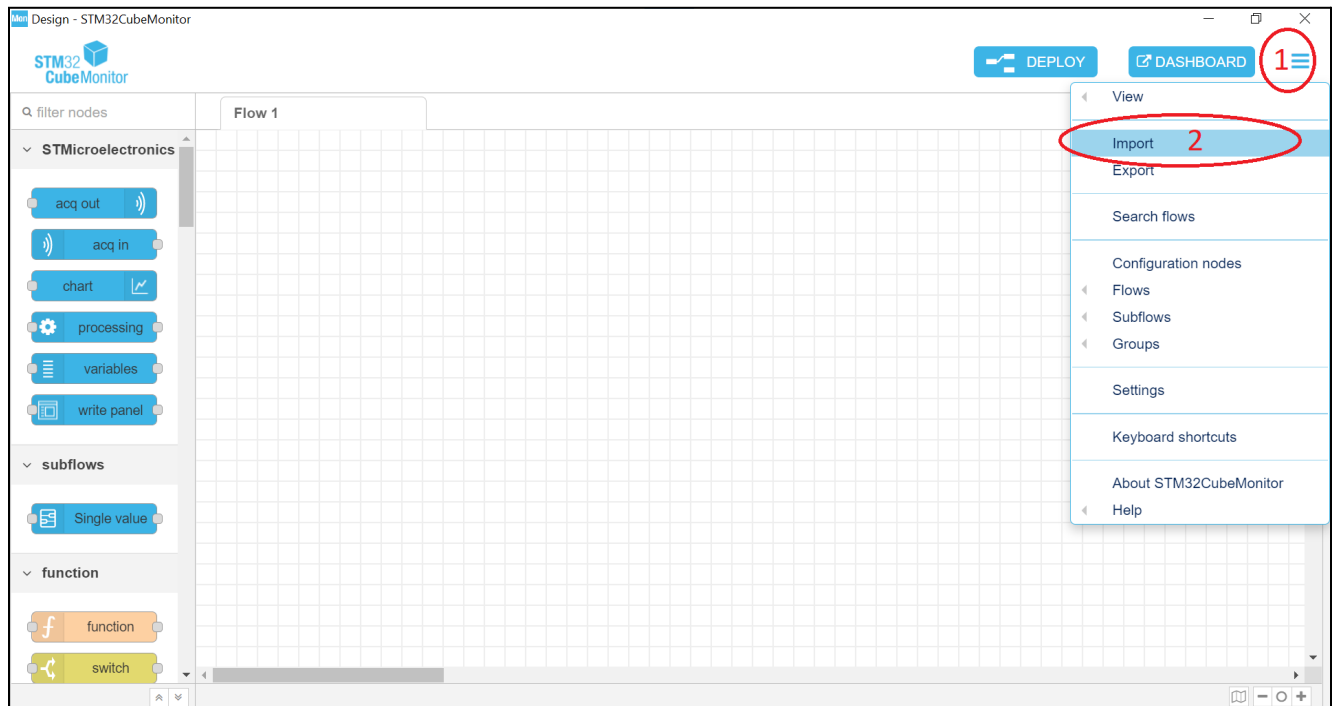 Mon Design - STM32CubeMonitor
STM32
CubeMonitor
DEPLOY
DASHBOARD
1
filter nodes
Flow 1
View
Import 2
Export
Search flows
Configuration nodes
Flows
Subflows
Groups
Settings
Keyboard shortcuts
About STM32CubeMonitor
Help
STMicroelectronics
acq out
acq in
chart
processing
variables
write panel
subflows
Single value
function
function
switch